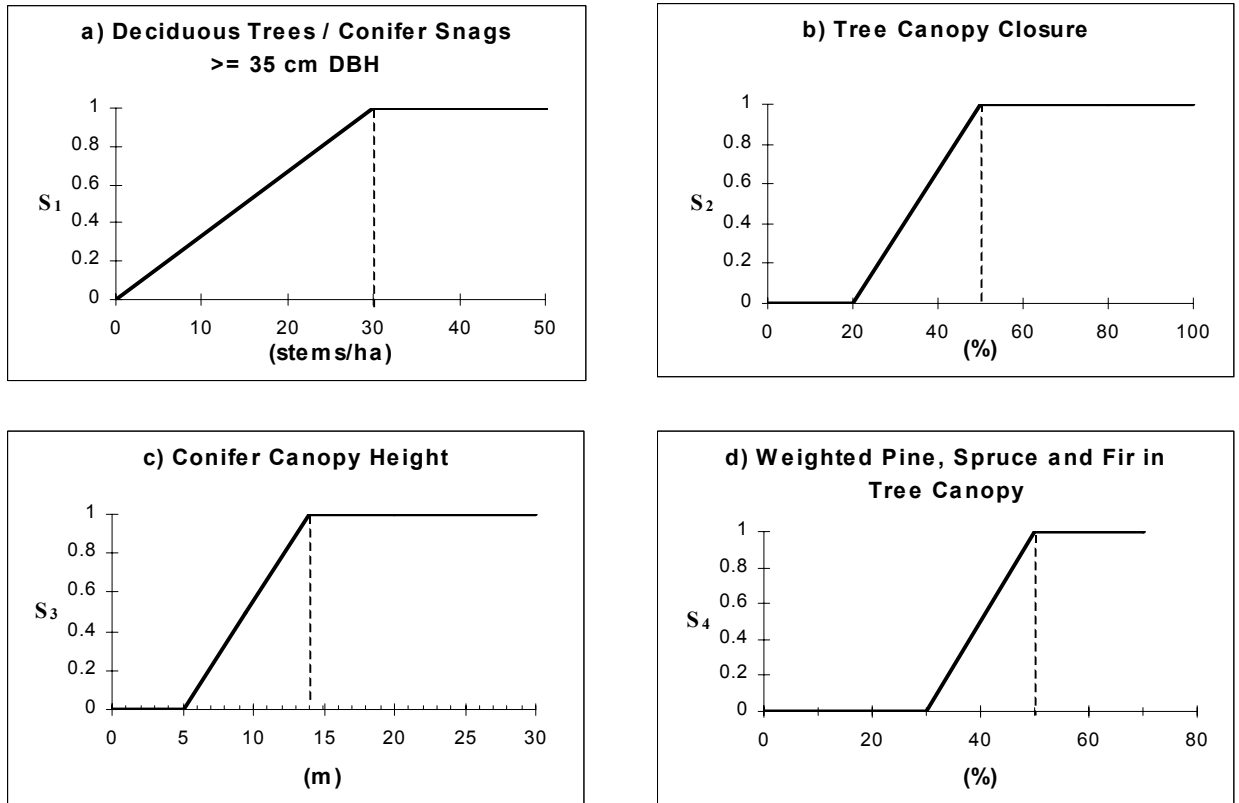 a) Deciduous Trees / Conifer Snags
>= 35 cm DBH
1
0.8
0.6
S1
0.4
0.2
0
0 10 20 30 40 50
(stems/ha)
b) Tree Canopy Closure
1
0.8
0.6
S2
0.4
0.2
0
0 20 40 60 80 100
(%)
c) Conifer Canopy Height
1
0.8
0.6
S3
0.4
0.2
0
0 5 10 15 20 25 30
(m)
d) Weighted Pine, Spruce and Fir in
Tree Canopy
1
0.8
0.6
S4
0.4
0.2
0
0 20 40 60 80
(%)